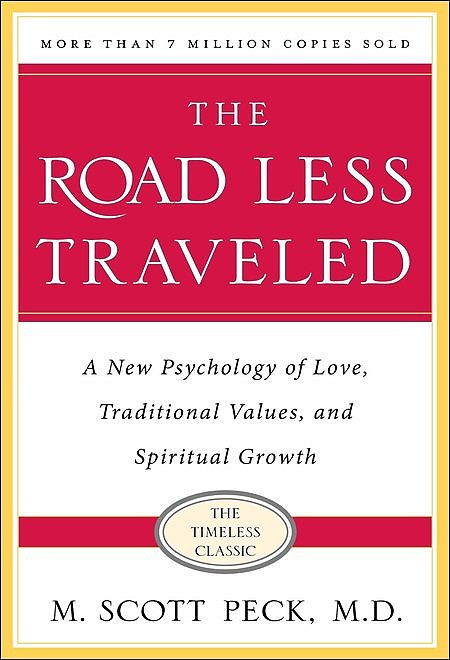 MORE THAN 7 MILLION COPIES SOLD
THE
ROAD LESS
TRAVELED
A New Psychology of Love,
Traditional Values, and
Spiritual Growth
THE
TIMELESS
CLASSIC
M. SCOTT PECK, M.D.